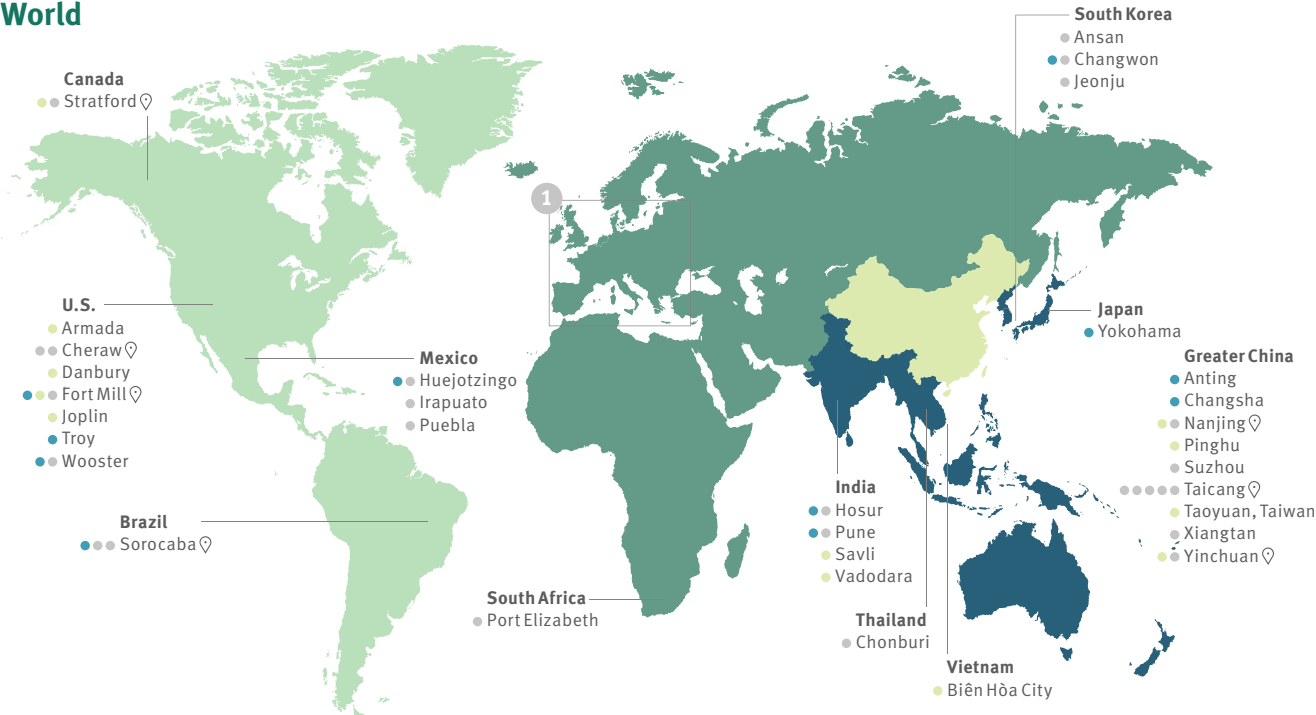 World
Canada
Stratford
U.S.
Armada
Cheraw
Danbury
Fort Mill
Joplin
Troy
Wooster
Mexico
Huejotzingo
Irapuato
Puebla
Brazil
Sorocaba
1
South Africa
Port Elizabeth
South Korea
Ansan
Changwon
Jeonju
Japan
Yokohama
Greater China
Anting
Changsha
Nanjing
Pinghu
Suzhou
Taicang
Taoyuan, Taiwan
Xiangtan
Yinchuan
India
Hosur
Pune
Savli
Vadodara
Thailand
Chonburi
Vietnam
Biên Hòa City